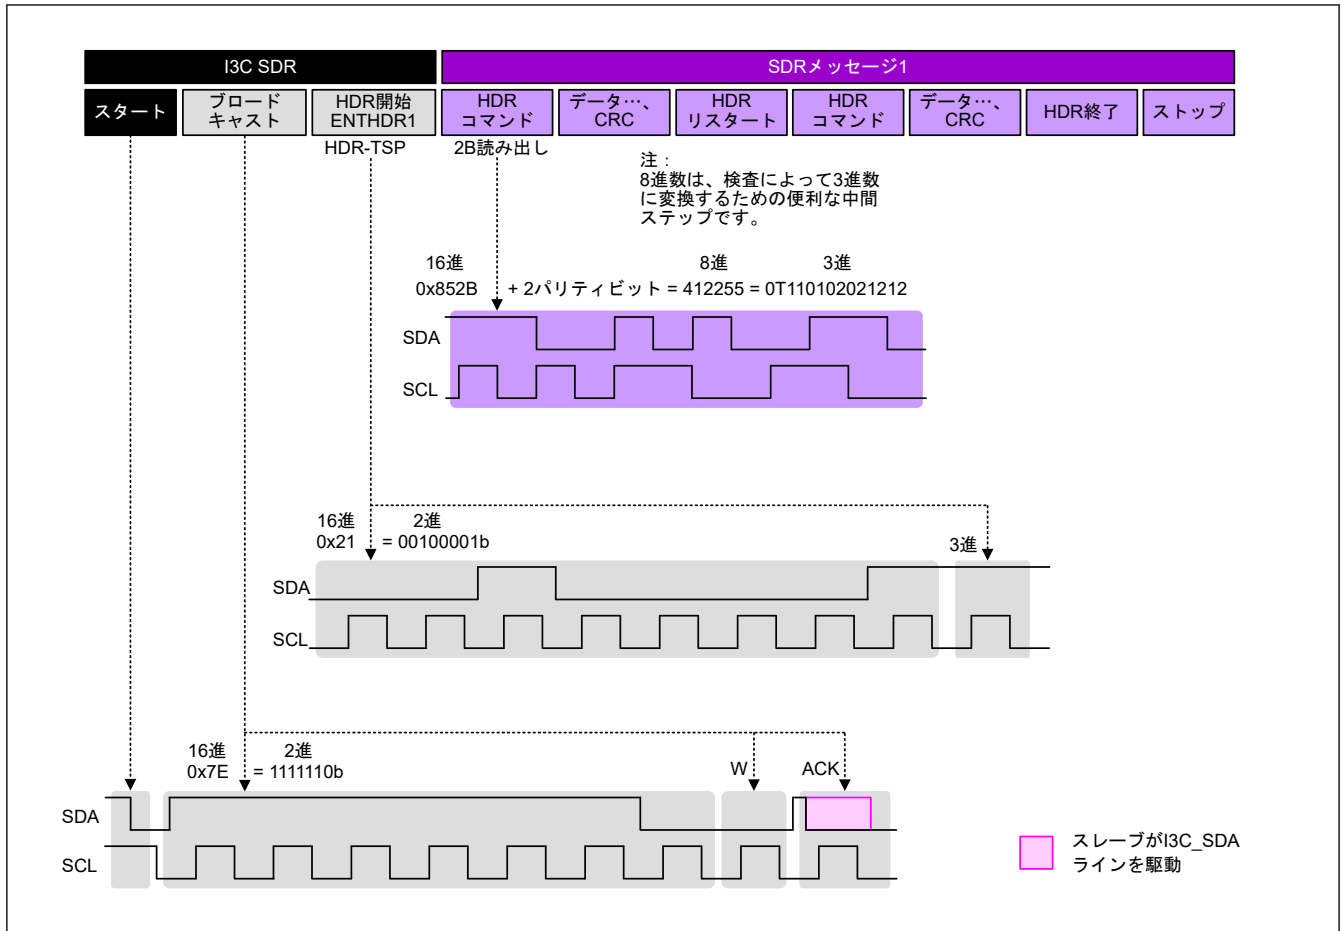 I3C SDR
SDRメッセージ1
スタート
ブロード
キャスト
HDR開始
ENTHDR1
HDR
コマンド
データ…、
CRC
HDR
リスタート
HDR
コマンド
データ…、
CRC
HDR終了
ストップ
HDR-TSP
2B読み出し
注：
8進数は、検査によって3進数
に変換するための便利な中間
ステップです。
16進
8進
3進
0x852B + 2パリティビット = 412255 = 0T110102021212
SDA
SCL
16進
2進
0x21 = 00100001b
3進
SDA
SCL
16進
2進
0x7E = 1111110b
W
ACK
SDA
SCL
スレーブがI3C_SDA
ラインを駆動